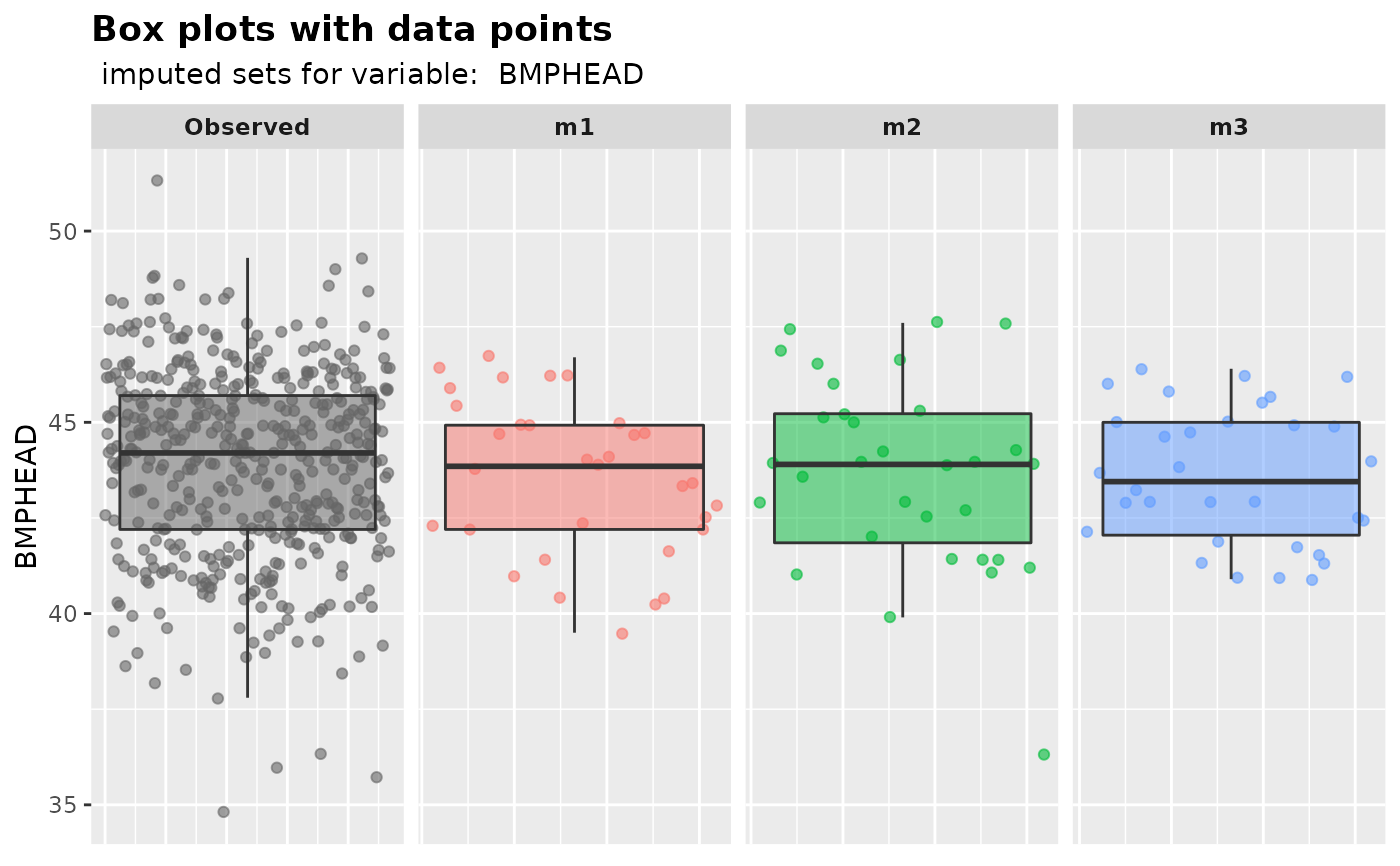 Box plots with data points
imputed sets for variable:  BMPHEAD
Observed
m1
m2
m3
50
45
40
35
BMPHEAD